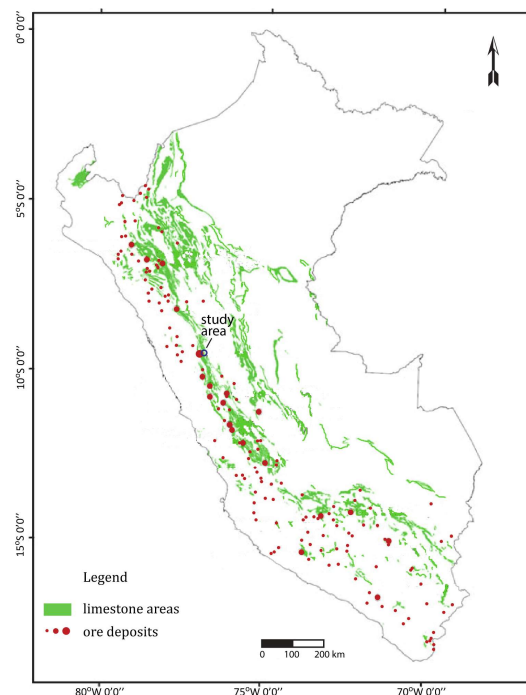 0° 0'0"
5°S 0'0"
study
area
10°S 0'0"
15°S 0'0"
Legend
limestone areas
ore deposits
0 100 200 km
80°W 0'0" 75°W 0'0" 70°W 0'0"